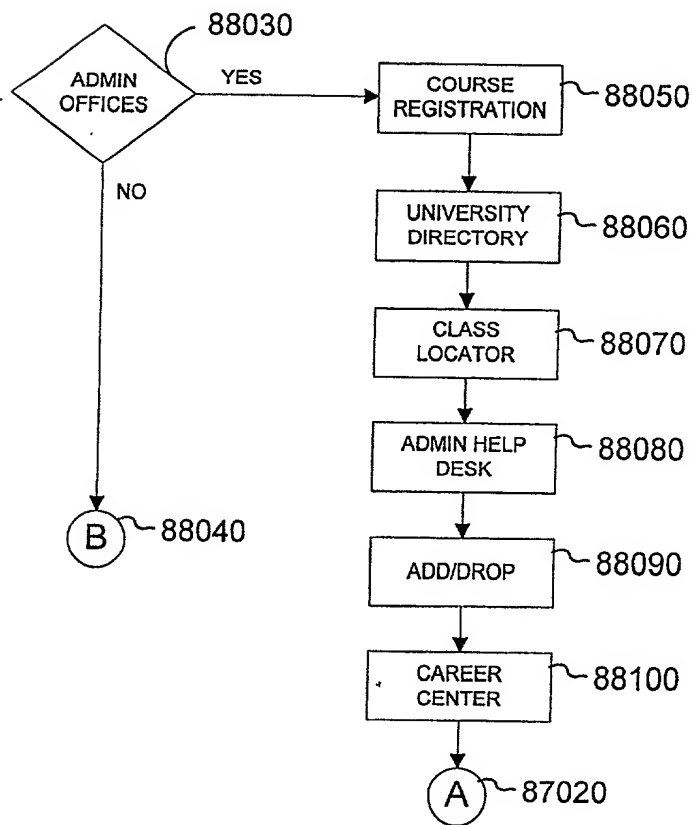 88030
ADMIN
OFFICES
YES
NO
COURSE
REGISTRATION
88050
UNIVERSITY
DIRECTORY
88060
CLASS
LOCATOR
88070
ADMIN HELP
DESK
88080
B
88040
ADD/DROP
88090
CAREER
CENTER
88100
A
87020